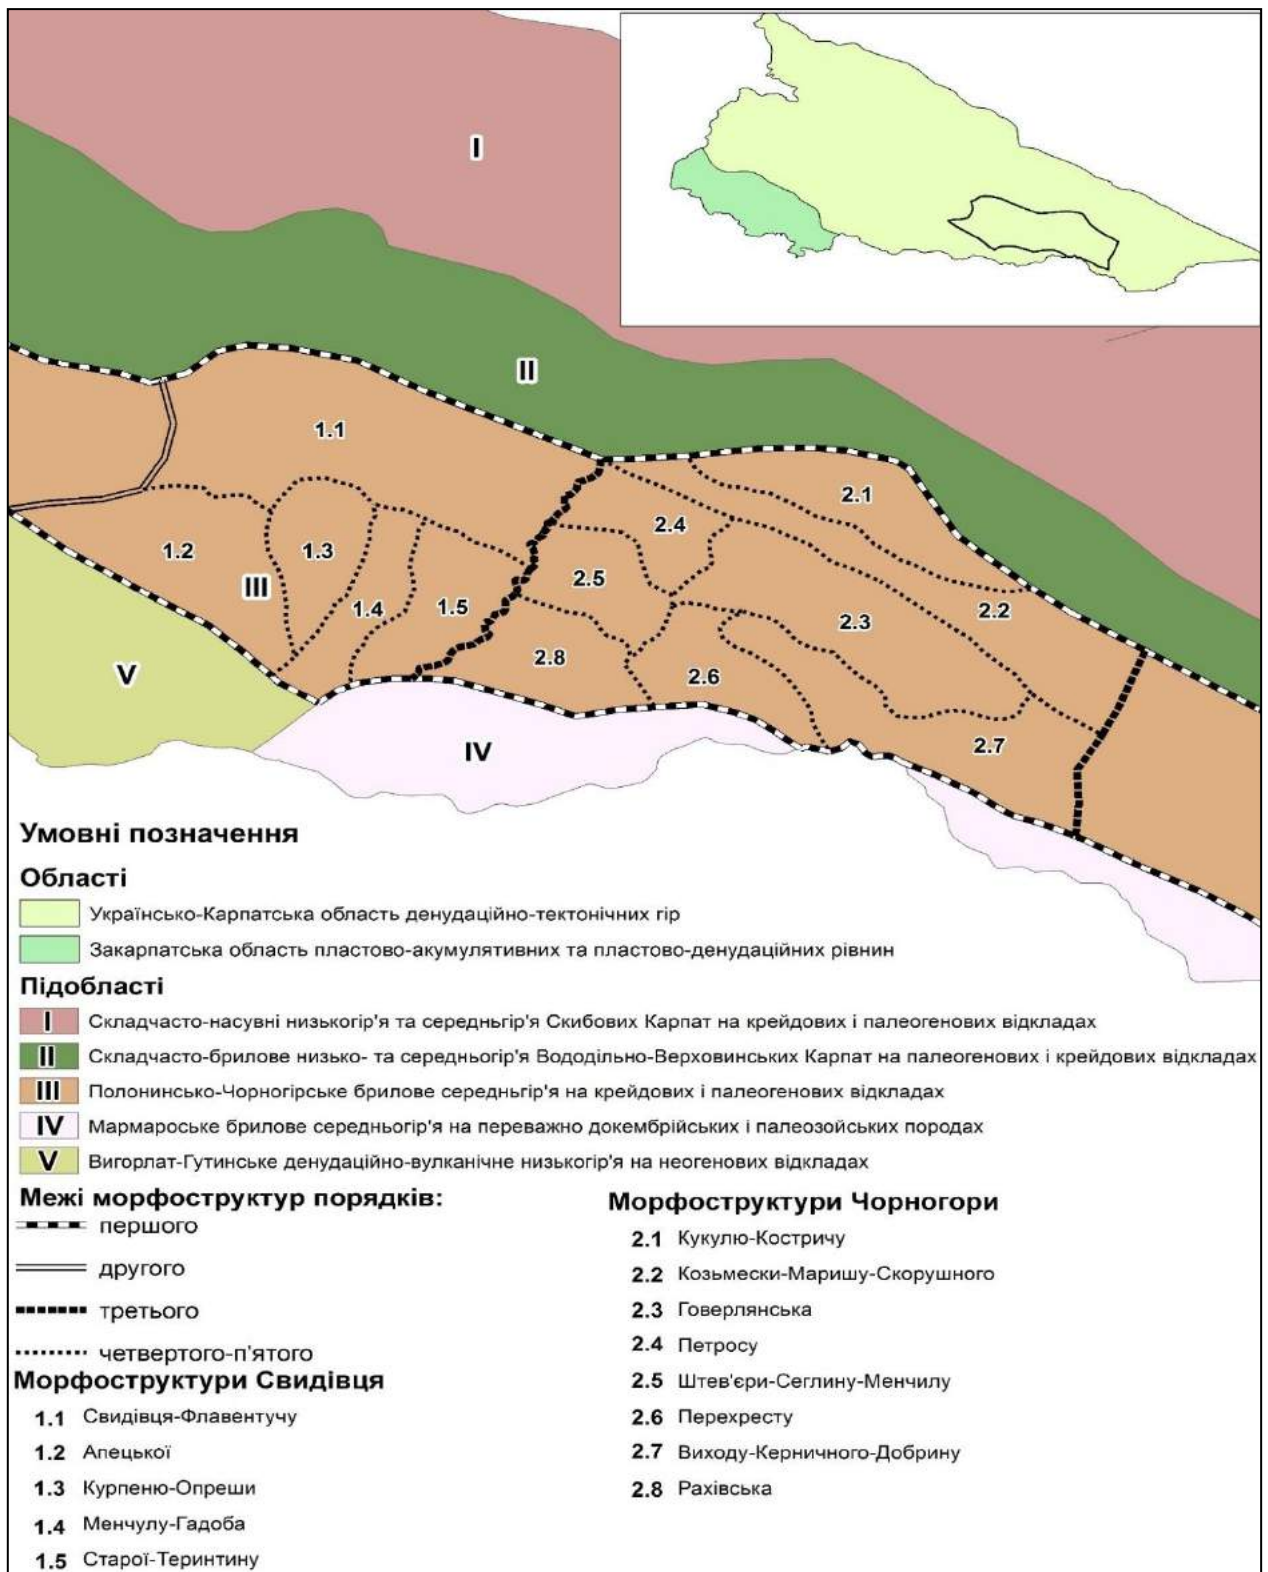 I
II
1.1
2.1
2.4
1.2
1.3
2.5
III
1.4
1.5
2.2
2.3
2.8
V
2.6
IV
2.7
Умовні позначення
Області
Українсько-Карпатська область денудаційно-тектонічних гір
Закарпатська область пластово-акумулятивних та пластово-денудаційних рівнин
Підобласті
I Складчасто-насувні низькогір'я та середньгір'я Скибових Карпат на крейдових і палеогенових відкладах
II Складчасто-брилове низько- та середньогір'я Вододільно-Верховинських Карпат на палеогенових і крейдових відкладах
III Полонинсько-Чорногірське брилове середньгір'я на крейдових і палеогенових відкладах
IV Мармароське брилове середньогір'я на переважно докембрійських і палеозойських породах
V Вигорлат-Гутинське денудаційно-вулканічне низькогір'я на неогенових відкладах
Межі морфоструктур порядків:
першого
другого
третього
четвертого-п'ятого
Морфоструктури Свидівця
1.1 Свидівця-Флавентучу
1.2 Апецької
1.3 Курпеню-Опреши
1.4 Менчулу-Гадоба
1.5 Старої-Теринтину
Морфоструктури Чорногори
2.1 Кукулю-Костричу
2.2 Козьмески-Маришу-Скорушного
2.3 Говерлянська
2.4 Петросу
2.5 Штев'єри-Сеглину-Менчилу
2.6 Перехресту
2.7 Виходу-Керничного-Добрину
2.8 Рахівська